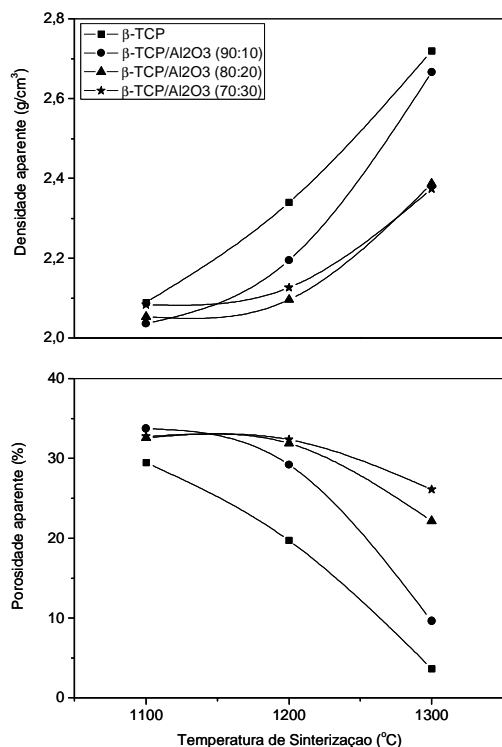 2,8
β-TCP
β-TCP/Al2O3 (90:10)
β-TCP/Al2O3 (80:20)
β-TCP/Al2O3 (70:30)
2,6
2,4
2,2
2,0
Densidade aparente (g/cm³)
40
30
20
10
0
Porosidade aparente (%)
1100 1200 1300
Temperatura de Sinterizaçao (°C)